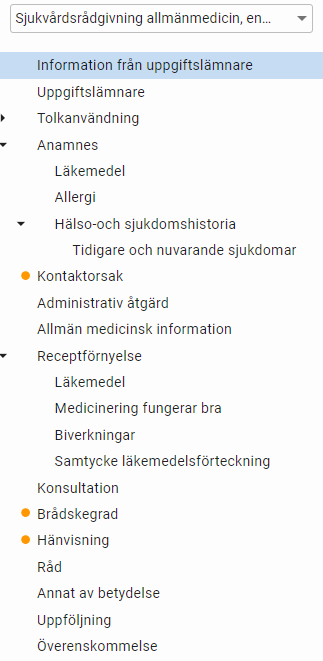 Sjukvårdsrådgivning allmänmedicin, en...
Information från uppgiftslämnare
Uppgiftslämnare
Tolkanvändning
Anamnes
Läkemedel
Allergi
Hälso-och sjukdomshistoria
Tidigare och nuvarande sjukdomar
Kontaktorsak
Administrativ åtgärd
Allmän medicinsk information
Receptförnyelse
Läkemedel
Medicinering fungerar bra
Biverkningar
Samtycke läkemedelsförteckning
Konsultation
Brådskegrad
Hänvisning
Råd
Annat av betydelse
Uppföljning
Överenskommelse